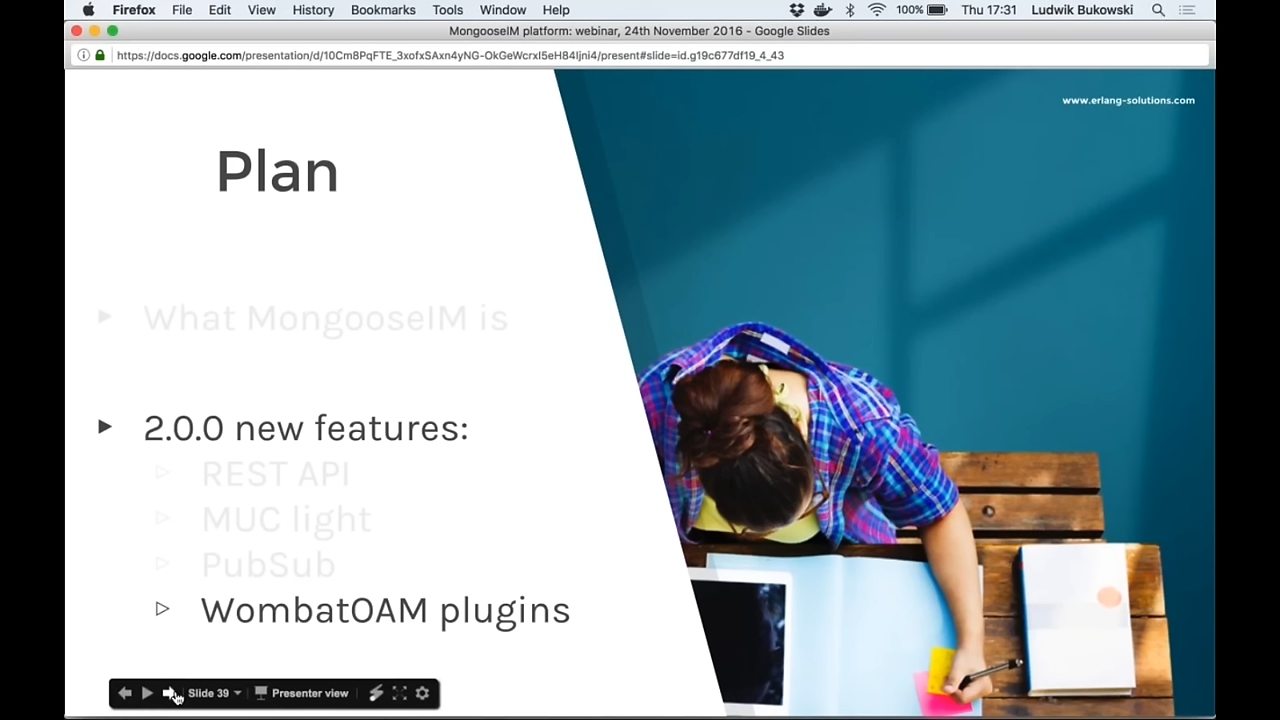 Firefox File Edit View History Bookmarks Tools Window Help 100% Thu 17:31 Ludwik Bukowski
MongooseIM platform: webinar, 24th November 2016 - Google Slides
https://docs.google.com/presentation/d/10Cm8PqFTE_3xofxSAxn4yNG-OkGeWcrxI5eH84Ijni4/present#slide=id.g19c677df19_4_43
www.erlang-solutions.com
Plan
What MongooseIM is
2.0.0 new features:
REST API
MUC light
PubSub
WombatOAM plugins
Slide 39 Presenter view